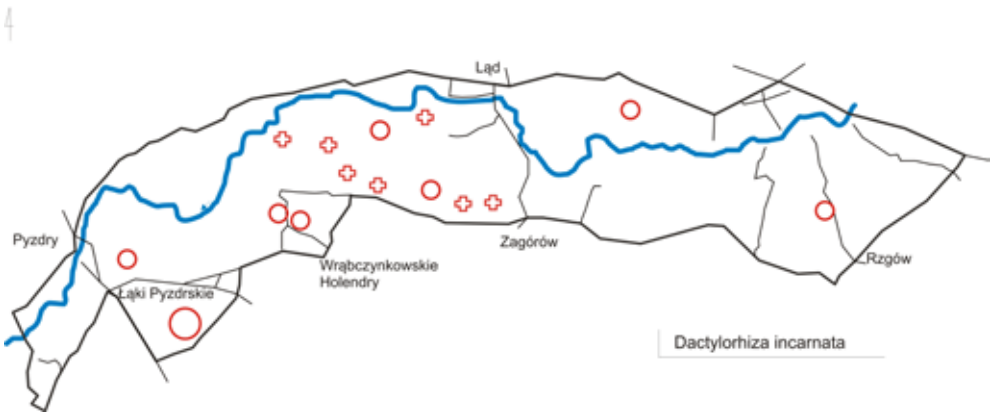 4
Ląd
Pyzdry
Zagórów
Rzgów
Wrąbczynkowskie
Holendry
Łąki Pyzdrskie
Dactylorhiza incarnata